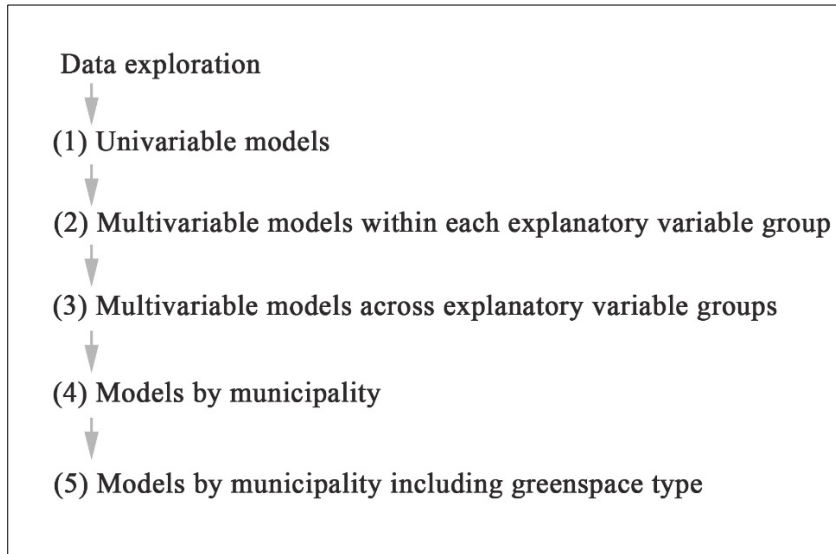 Data exploration
(1) Univariable models
(2) Multivariable models within each explanatory variable group
(3) Multivariable models across explanatory variable groups
(4) Models by municipality
(5) Models by municipality including greenspace type